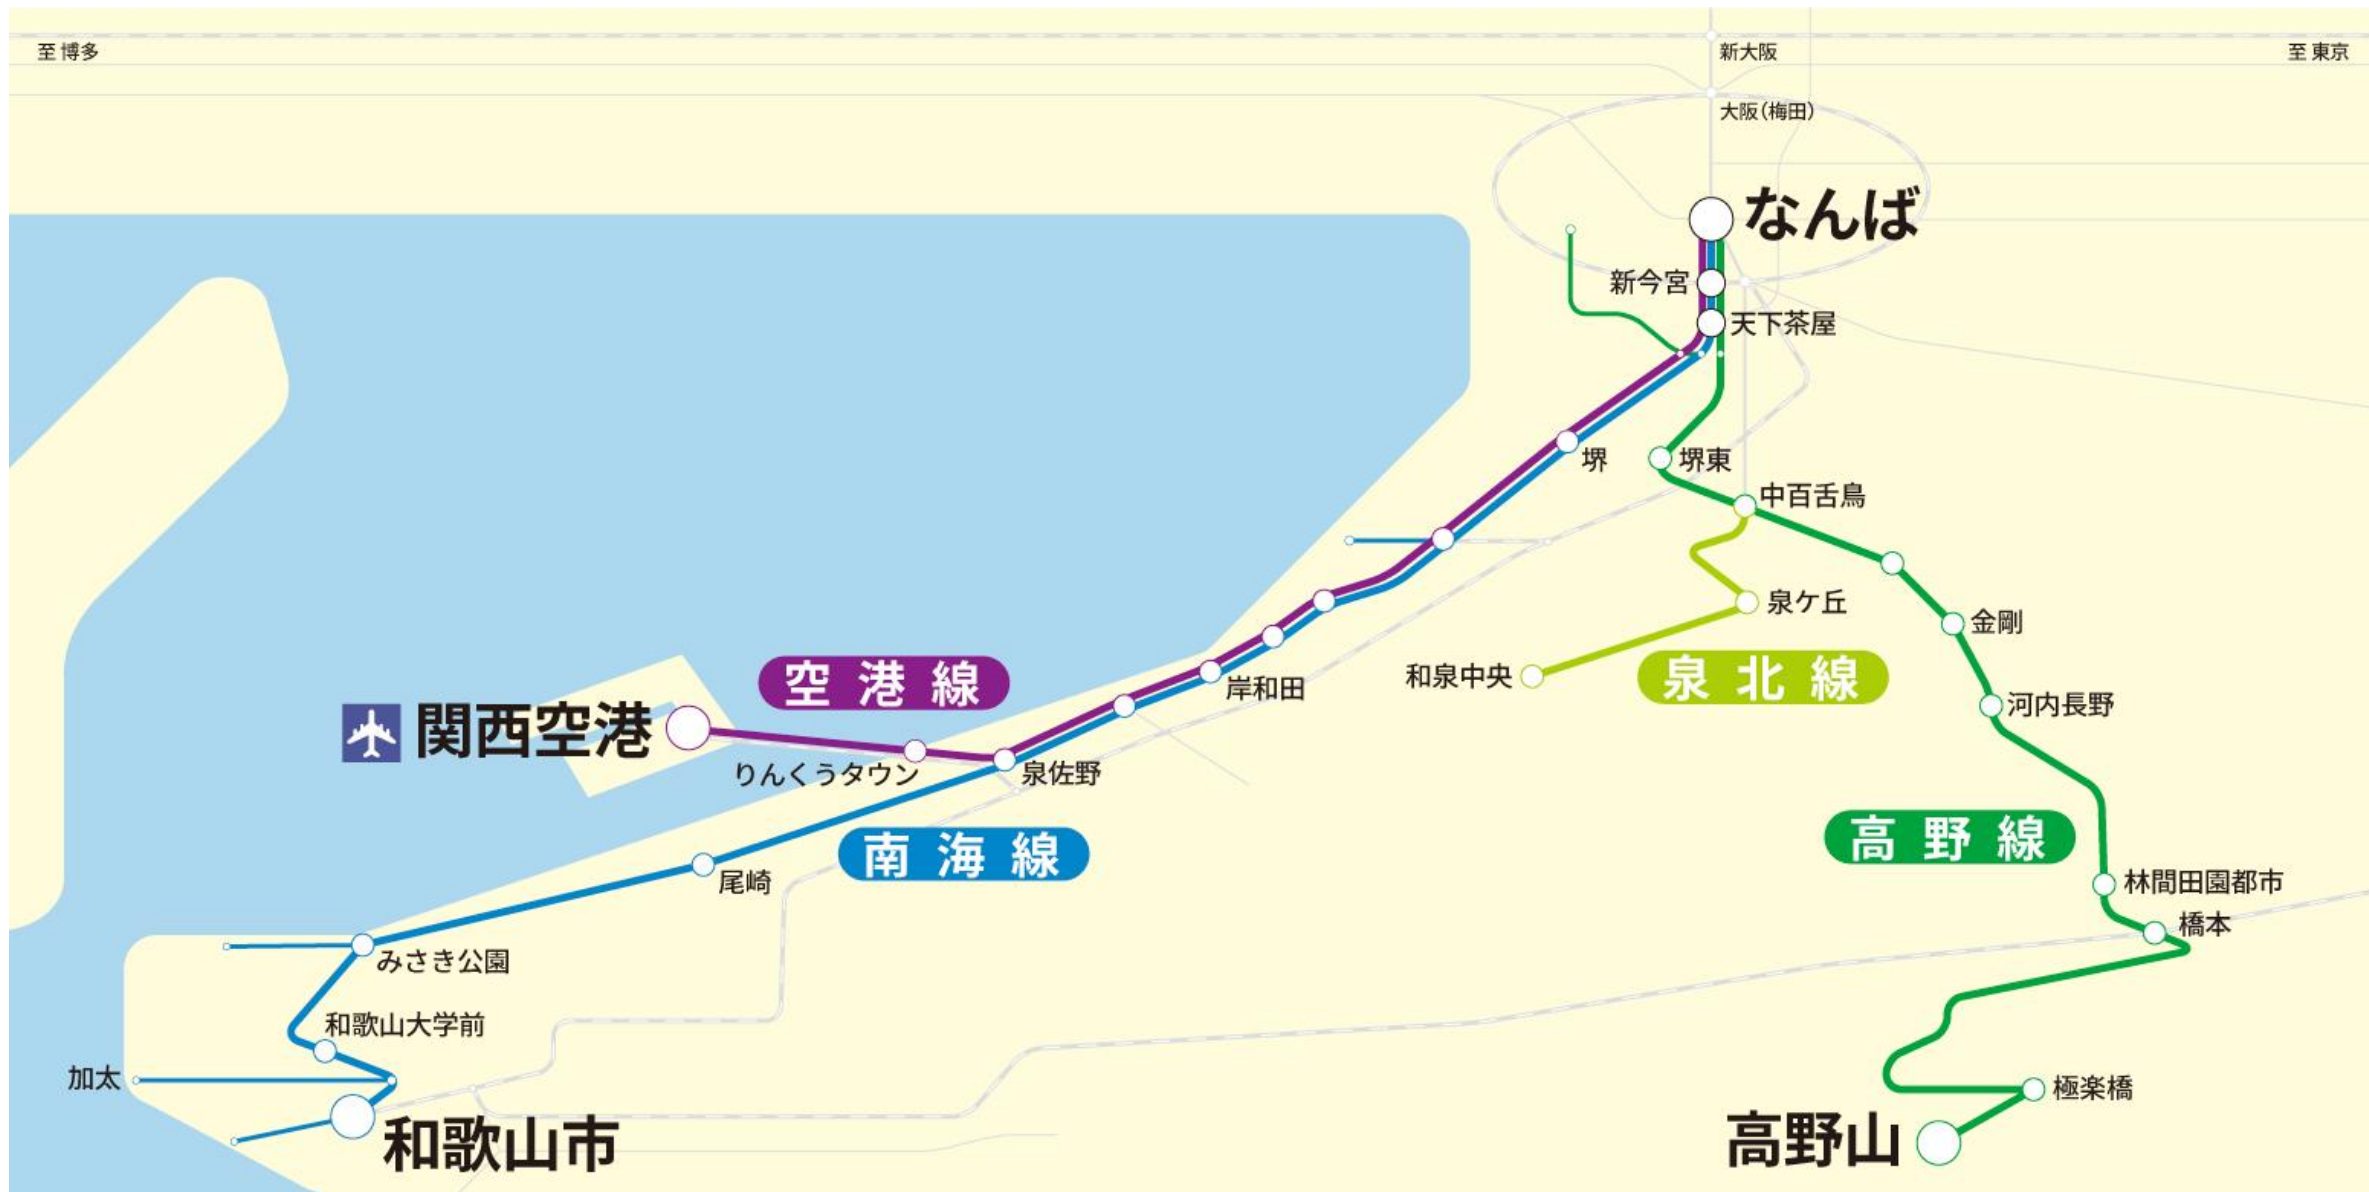 至 博多
新大阪
至 東京
大阪(梅田)
なんば
新今宮
天下茶屋
堺
堺東
中百舌鳥
泉ケ丘
金剛
和泉中央
泉北線
空港線
岸和田
河内長野
関西空港
りんくうタウン
泉佐野
高野線
南海線
尾崎
林間田園都市
橋本
みさき公園
和歌山大学前
加太
極楽橋
和歌山市
高野山